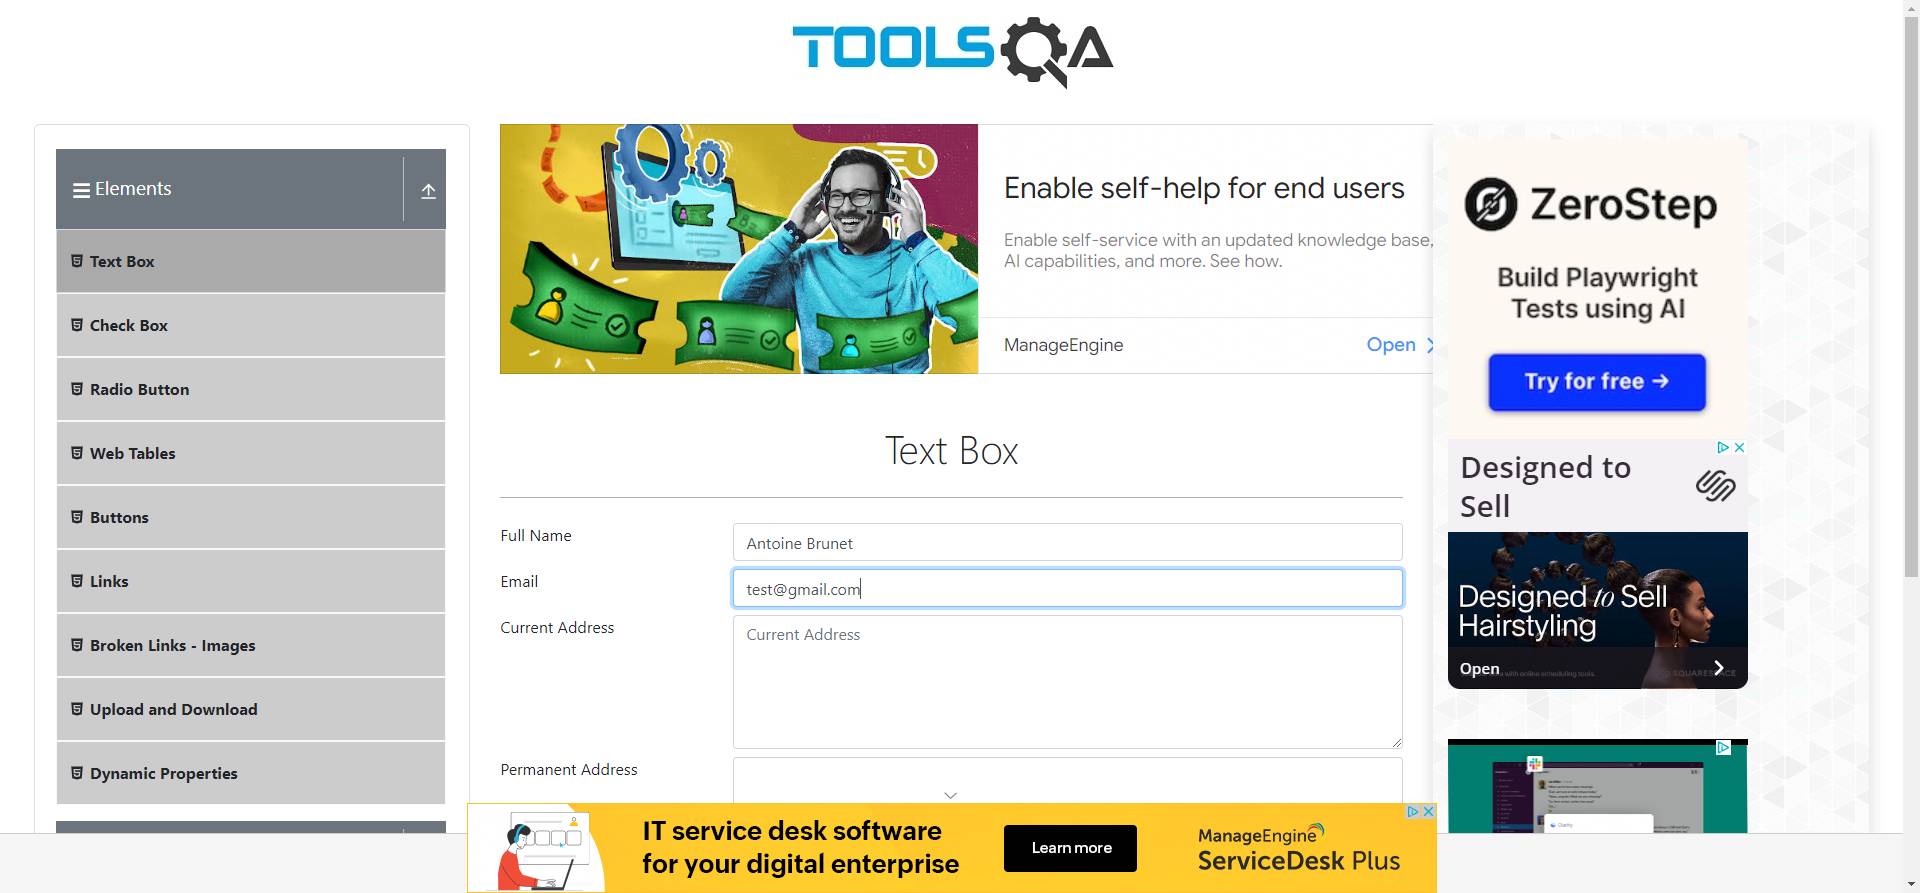 TOOLSQA
Elements
Text Box
Check Box
Radio Button
Web Tables
Buttons
Links
Broken Links - Images
Upload and Download
Dynamic Properties
Enable self-help for end users
Enable self-service with an updated knowledge base,
AI capabilities, and more. See how.
ManageEngine
Open
Text Box
Full Name
Antoine Brunet
Email
test@gmail.com
Current Address
Current Address
Permanent Address
ZeroStep
Build Playwright
Tests using AI
Try for free →
Designed to
Sell
Designed to Sell
Hairstyling
Open
with online scheduling tools.
IT service desk software
for your digital enterprise
Learn more
ManageEngine
ServiceDesk Plus